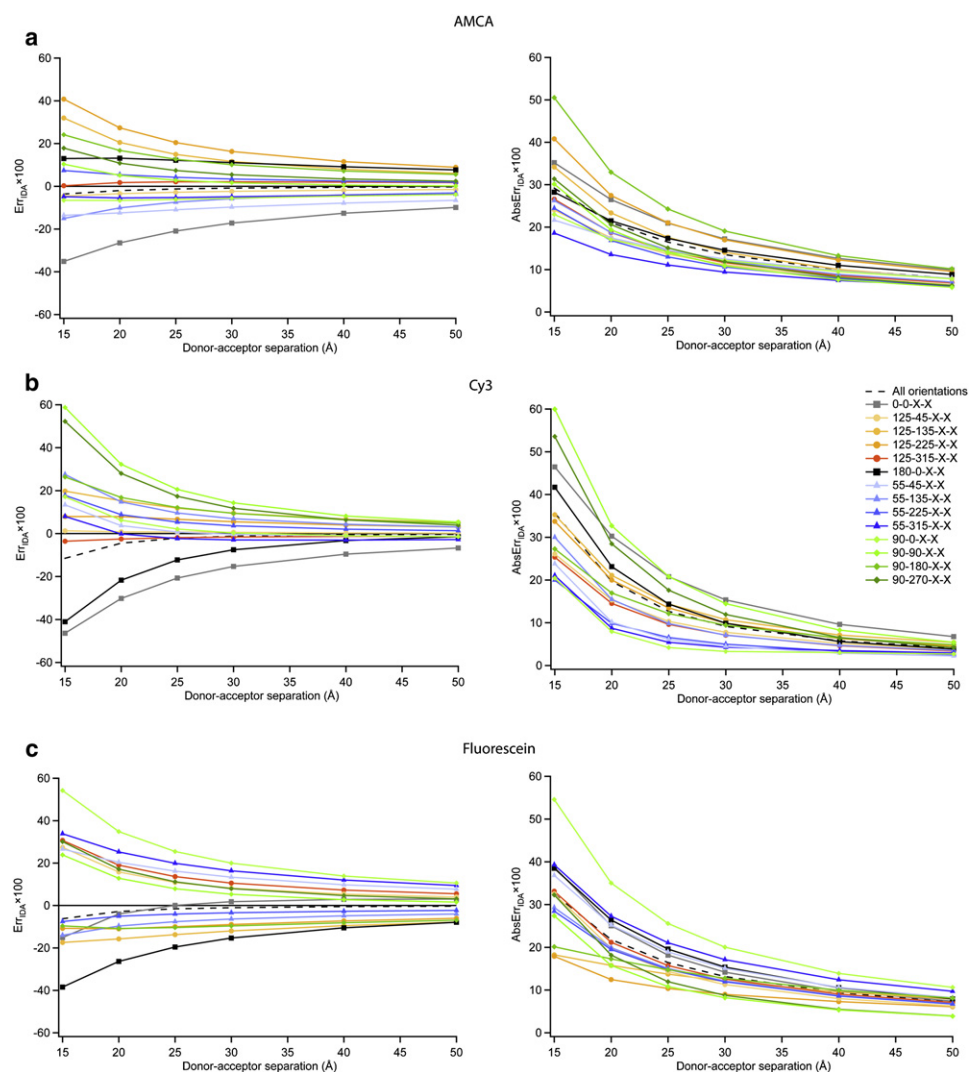 AMCA
a
60
40
20
0
-20
-40
-60
Err_IDA×100
15 20 25 30 35 40 45 50
Donor-acceptor separation (Å)
60
50
40
30
20
10
0
AbsErr_IDA×100
15 20 25 30 35 40 45 50
Donor-acceptor separation (Å)
b
Cy3
60
40
20
0
-20
-40
-60
Err_IDA×100
15 20 25 30 35 40 45 50
Donor-acceptor separation (Å)
60
50
40
30
20
10
0
AbsErr_IDA×100
15 20 25 30 35 40 45 50
Donor-acceptor separation (Å)
All orientations
0-0-X-X
125-45-X-X
125-135-X-X
125-225-X-X
125-315-X-X
180-0-X-X
55-45-X-X
55-135-X-X
55-225-X-X
55-315-X-X
90-0-X-X
90-90-X-X
90-180-X-X
90-270-X-X
c
Fluorescein
60
40
20
0
-20
-40
-60
Err_IDA×100
15 20 25 30 35 40 45 50
Donor-acceptor separation (Å)
60
50
40
30
20
10
0
AbsErr_IDA×100
15 20 25 30 35 40 45 50
Donor-acceptor separation (Å)